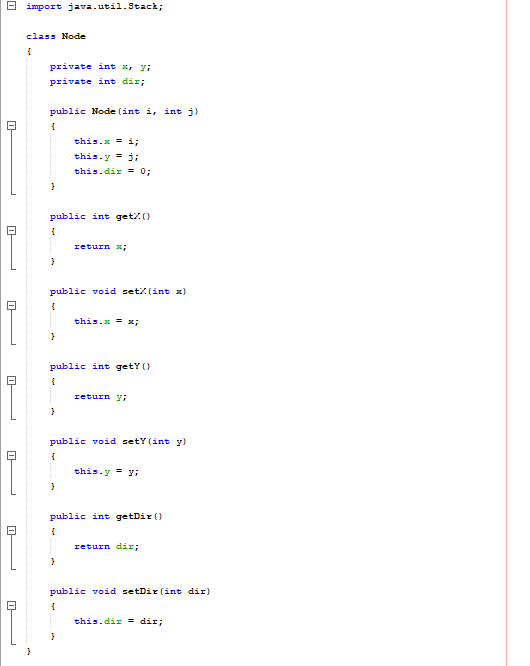 import java.util.Stack;
class Node
{
private int x, y;
private int dir;
public Node(int i, int j)
{
this.x = i;
this.y = j;
this.dir = 0;
}
public int getX()
{
return x;
}
public void setX(int x)
{
this.x = x;
}
public int getY()
{
return y;
}
public void setY(int y)
{
this.y = y;
}
public int getDir()
{
return dir;
}
public void setDir(int dir)
{
this.dir = dir;
}
}